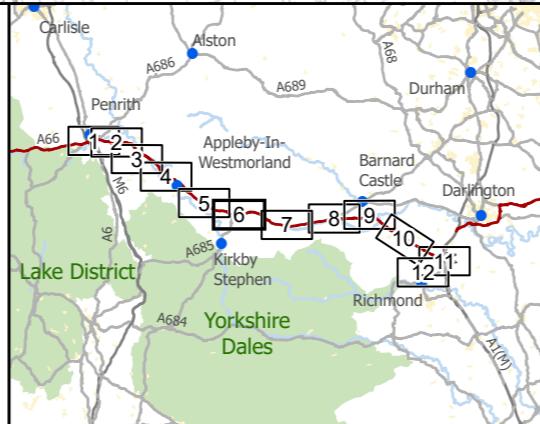 Carlisle
Alston
A68
A686
A689
Durham
Penrith
A66
1
2
3
Appleby-In-
Westmorland
Barnard
Castle
M6
4
Darlington
5
6
7
8
9
A6
10
A685
Kirkby
Stephen
11
12
Lake District
Richmond
A684
Yorkshire
Dales
A1(M)